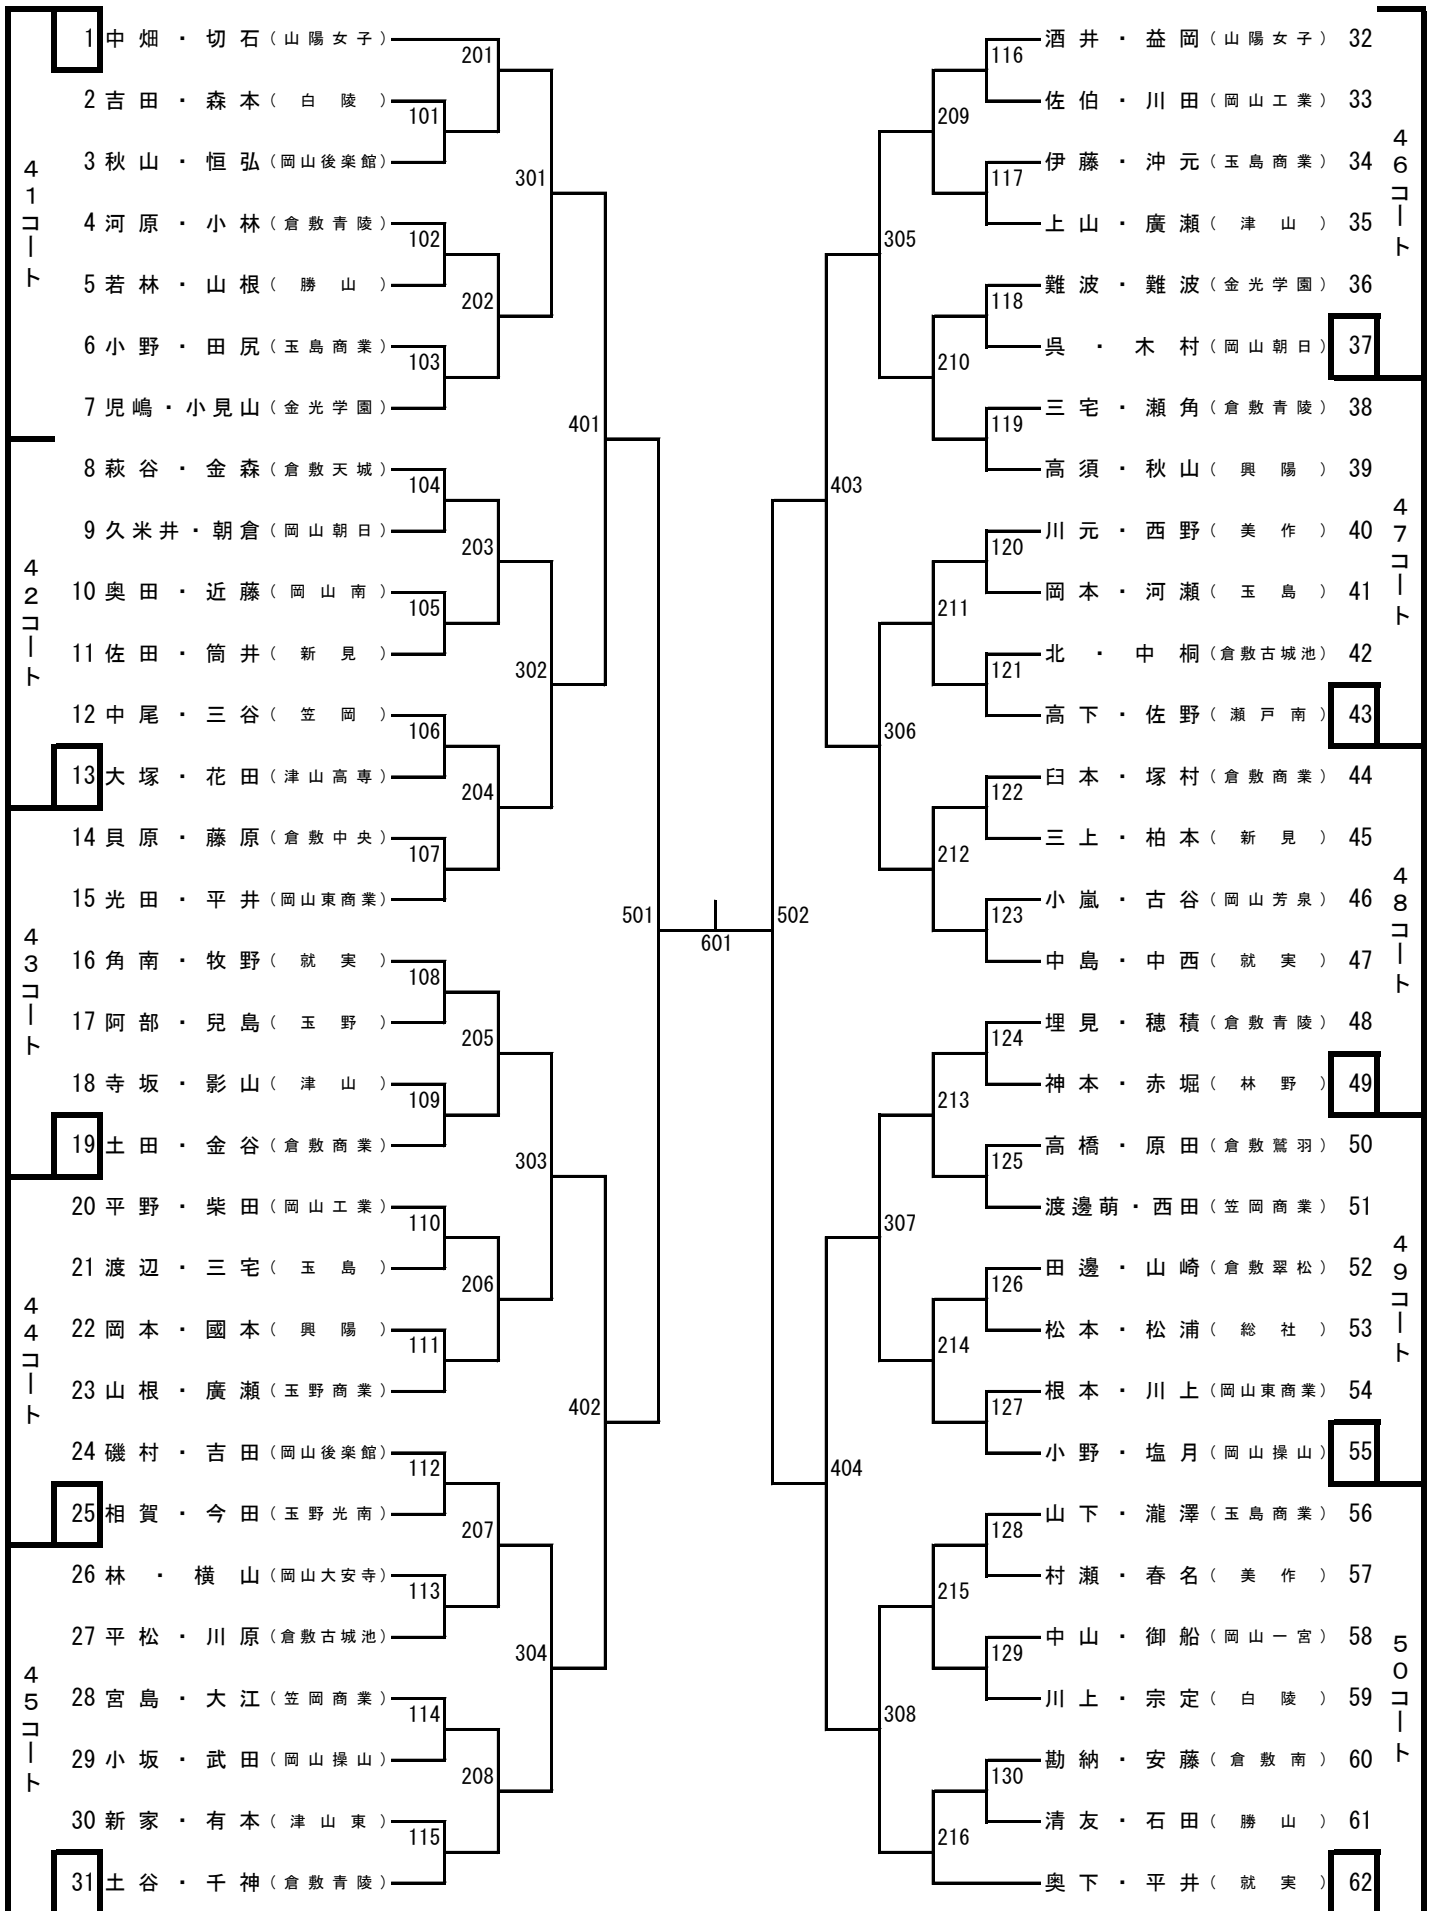 1 中畑・切石（山陽女子）
2 吉田・森本（白陵）
3 秋山・恒弘（岡山後楽館）
4 河原・小林（倉敷青陵）
5 若林・山根（勝山）
6 小野・田尻（玉島商業）
7 児嶋・小見山（金光学園）
8 萩谷・金森（倉敷天城）
9 久米井・朝倉（岡山朝日）
10 奥田・近藤（岡山南）
11 佐田・筒井（新見）
12 中尾・三谷（笠岡）
13 大塚・花田（津山高専）
14 貝原・藤原（倉敷中央）
15 光田・平井（岡山東商業）
16 角南・牧野（就実）
17 阿部・兒島（玉野）
18 寺坂・影山（津山）
19 土田・金谷（倉敷商業）
20 平野・柴田（岡山工業）
21 渡辺・三宅（玉島）
22 岡本・國本（興陽）
23 山根・廣瀬（玉野商業）
24 磯村・吉田（岡山後楽館）
25 相賀・今田（玉野光南）
26 林・横山（岡山大安寺）
27 平松・川原（倉敷古城池）
28 宮島・大江（笠岡商業）
29 小坂・武田（岡山操山）
30 新家・有本（津山東）
31 土谷・千神（倉敷青陵）
41コート
42コート
43コート
44コート
45コート
101
102
103
104
105
106
107
108
109
110
111
112
113
114
115
201
202
203
204
205
206
207
208
301
302
303
304
401
402
501
601
502
403
404
305
306
307
308
209
210
211
212
213
214
215
216
116
117
118
119
120
121
122
123
124
125
126
127
128
129
130
酒井・益岡（山陽女子） 32
佐伯・川田（岡山工業） 33
伊藤・沖元（玉島商業） 34
上山・廣瀬（津山） 35
難波・難波（金光学園） 36
呉・木村（岡山朝日） 37
三宅・瀬角（倉敷青陵） 38
高須・秋山（興陽） 39
川元・西野（美作） 40
岡本・河瀬（玉島） 41
北・中桐（倉敷古城池） 42
高下・佐野（瀬戸南） 43
臼本・塚村（倉敷商業） 44
三上・柏本（新見） 45
小嵐・古谷（岡山芳泉） 46
中島・中西（就実） 47
埋見・穂積（倉敷青陵） 48
神本・赤堀（林野） 49
高橋・原田（倉敷鷲羽） 50
渡邊萌・西田（笠岡商業） 51
田邊・山崎（倉敷翠松） 52
松本・松浦（総社） 53
根本・川上（岡山東商業） 54
小野・塩月（岡山操山） 55
山下・瀧澤（玉島商業） 56
村瀬・春名（美作） 57
中山・御船（岡山一宮） 58
川上・宗定（白陵） 59
勘納・安藤（倉敷南） 60
清友・石田（勝山） 61
奥下・平井（就実） 62
46コート
47コート
48コート
49コート
50コート